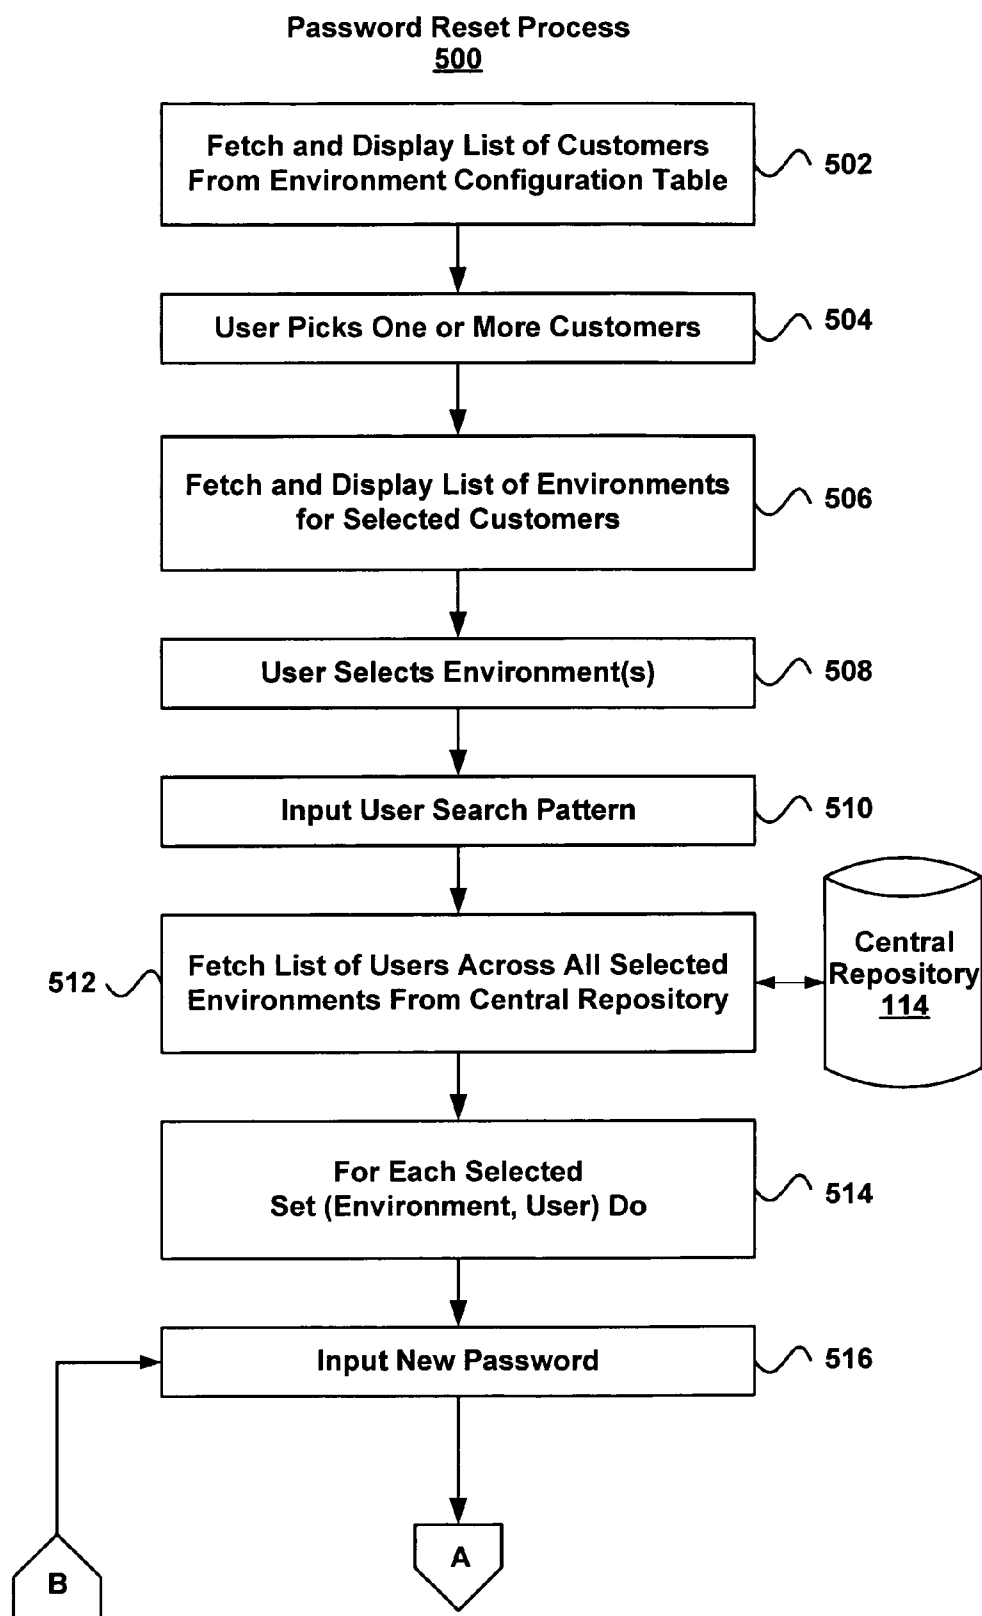 Password Reset Process
500
Fetch and Display List of Customers
From Environment Configuration Table
502
User Picks One or More Customers
504
Fetch and Display List of Environments
for Selected Customers
506
User Selects Environment(s)
508
Input User Search Pattern
510
512
Fetch List of Users Across All Selected
Environments From Central Repository
Central
Repository
114
For Each Selected
Set (Environment, User) Do
514
Input New Password
516
A
B